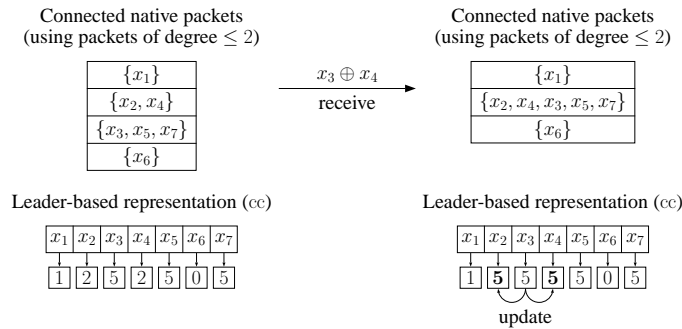 Connected native packets
(using packets of degree ≤ 2)
{x₁}
{x₂, x₄}
{x₃, x₅, x₇}
{x₆}
x₃ ⊕ x₄
receive
Connected native packets
(using packets of degree ≤ 2)
{x₁}
{x₂, x₄, x₃, x₅, x₇}
{x₆}
Leader-based representation (cc)
x₁ x₂ x₃ x₄ x₅ x₆ x₇
1 2 5 2 5 0 5
Leader-based representation (cc)
x₁ x₂ x₃ x₄ x₅ x₆ x₇
1 5 5 5 5 0 5
update